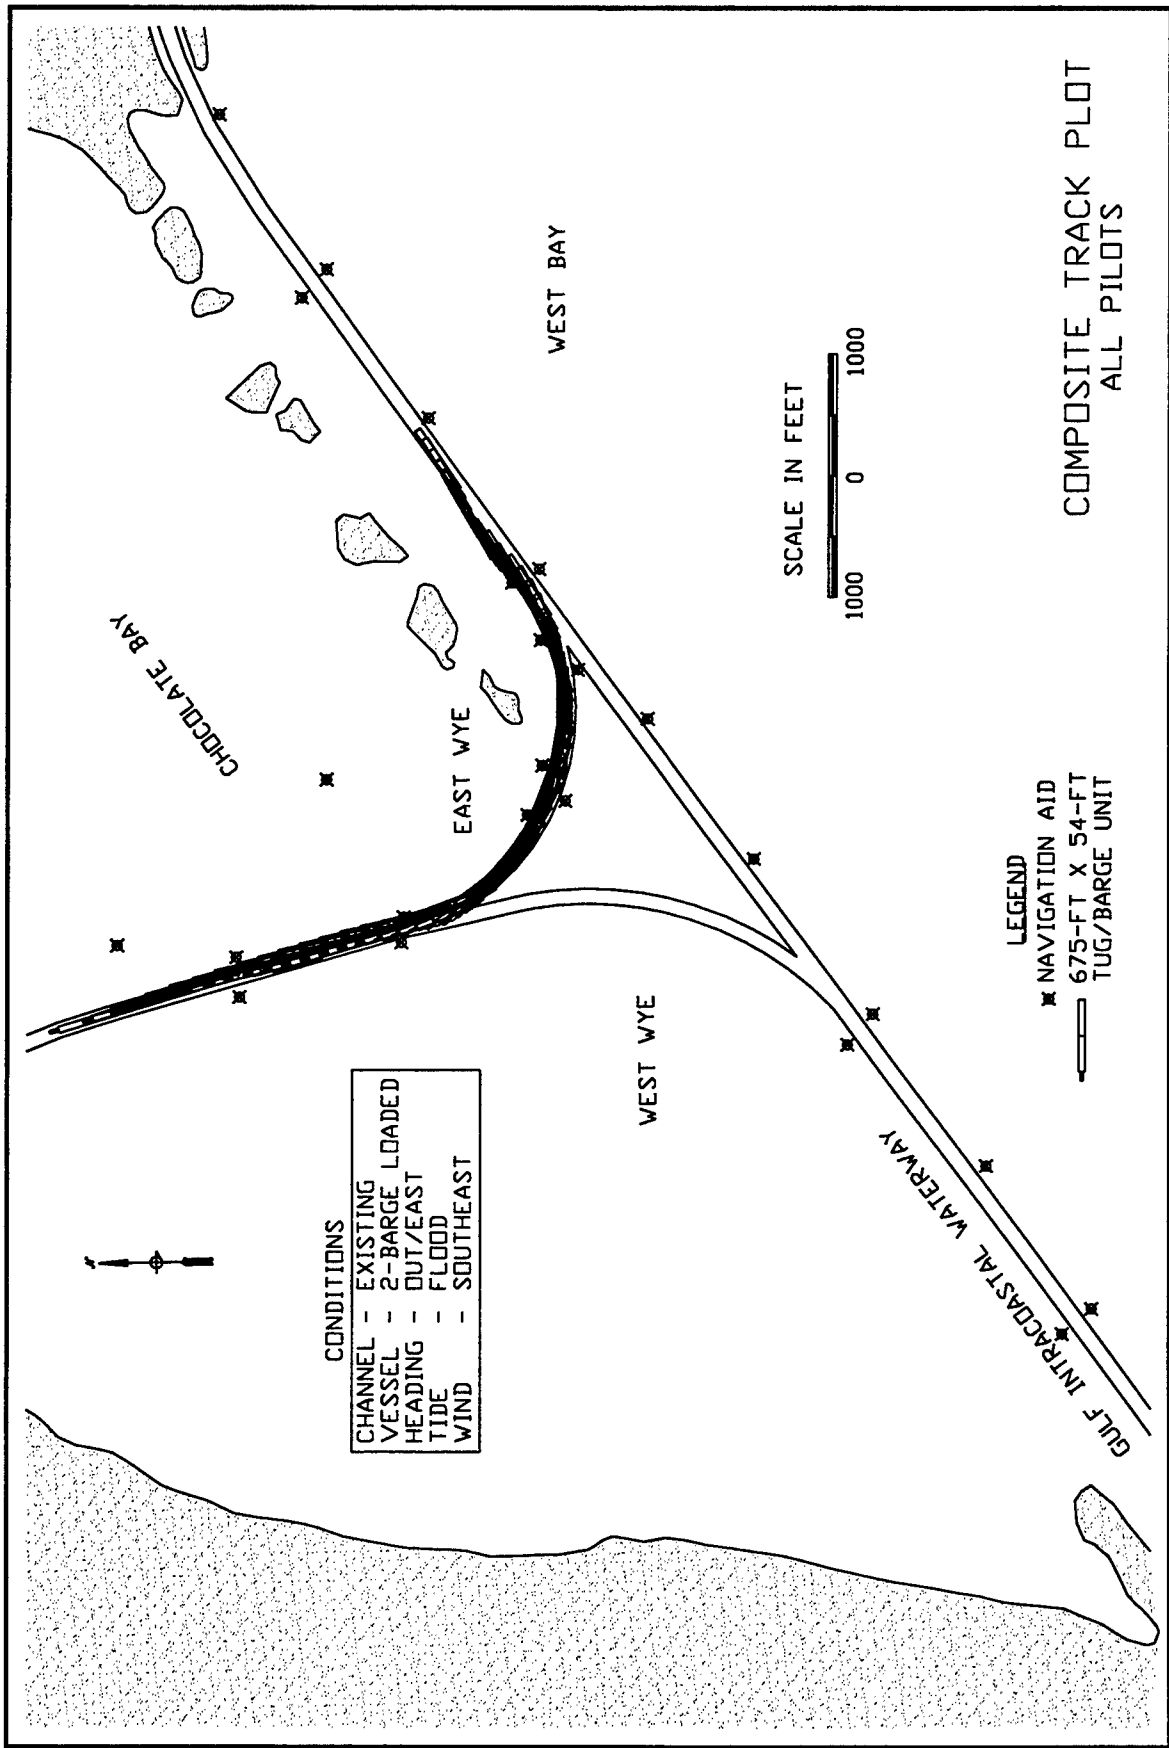 CHOCOLATE BAY
EAST WYE
WEST BAY
WEST WYE
GULF INTRACOASTAL WATERWAY
N
CONDITIONS
CHANNEL - EXISTING
VESSEL - 2-BARGE LOADED
HEADING - OUT/EAST
TIDE - FLOOD
WIND - SOUTHEAST
SCALE IN FEET
1000 0 1000
LEGEND
NAVIGATION AID
675-FT X 54-FT
TUG/BARGE UNIT
COMPOSITE TRACK PLOT
ALL PILOTS